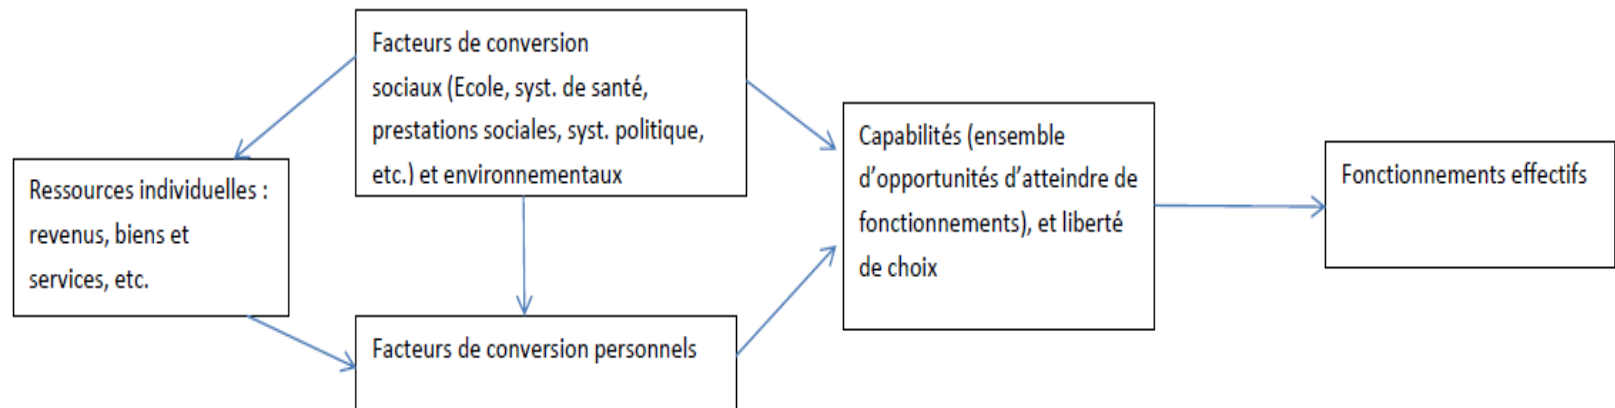 Facteurs de conversion
sociaux (Ecole, syst. de santé,
prestations sociales, syst. politique,
etc.) et environnementaux
Ressources individuelles :
revenus, biens et
services, etc.
Facteurs de conversion personnels
Capabilités (ensemble
d'opportunités d'atteindre de
fonctionnements), et liberté
de choix
Fonctionnements effectifs